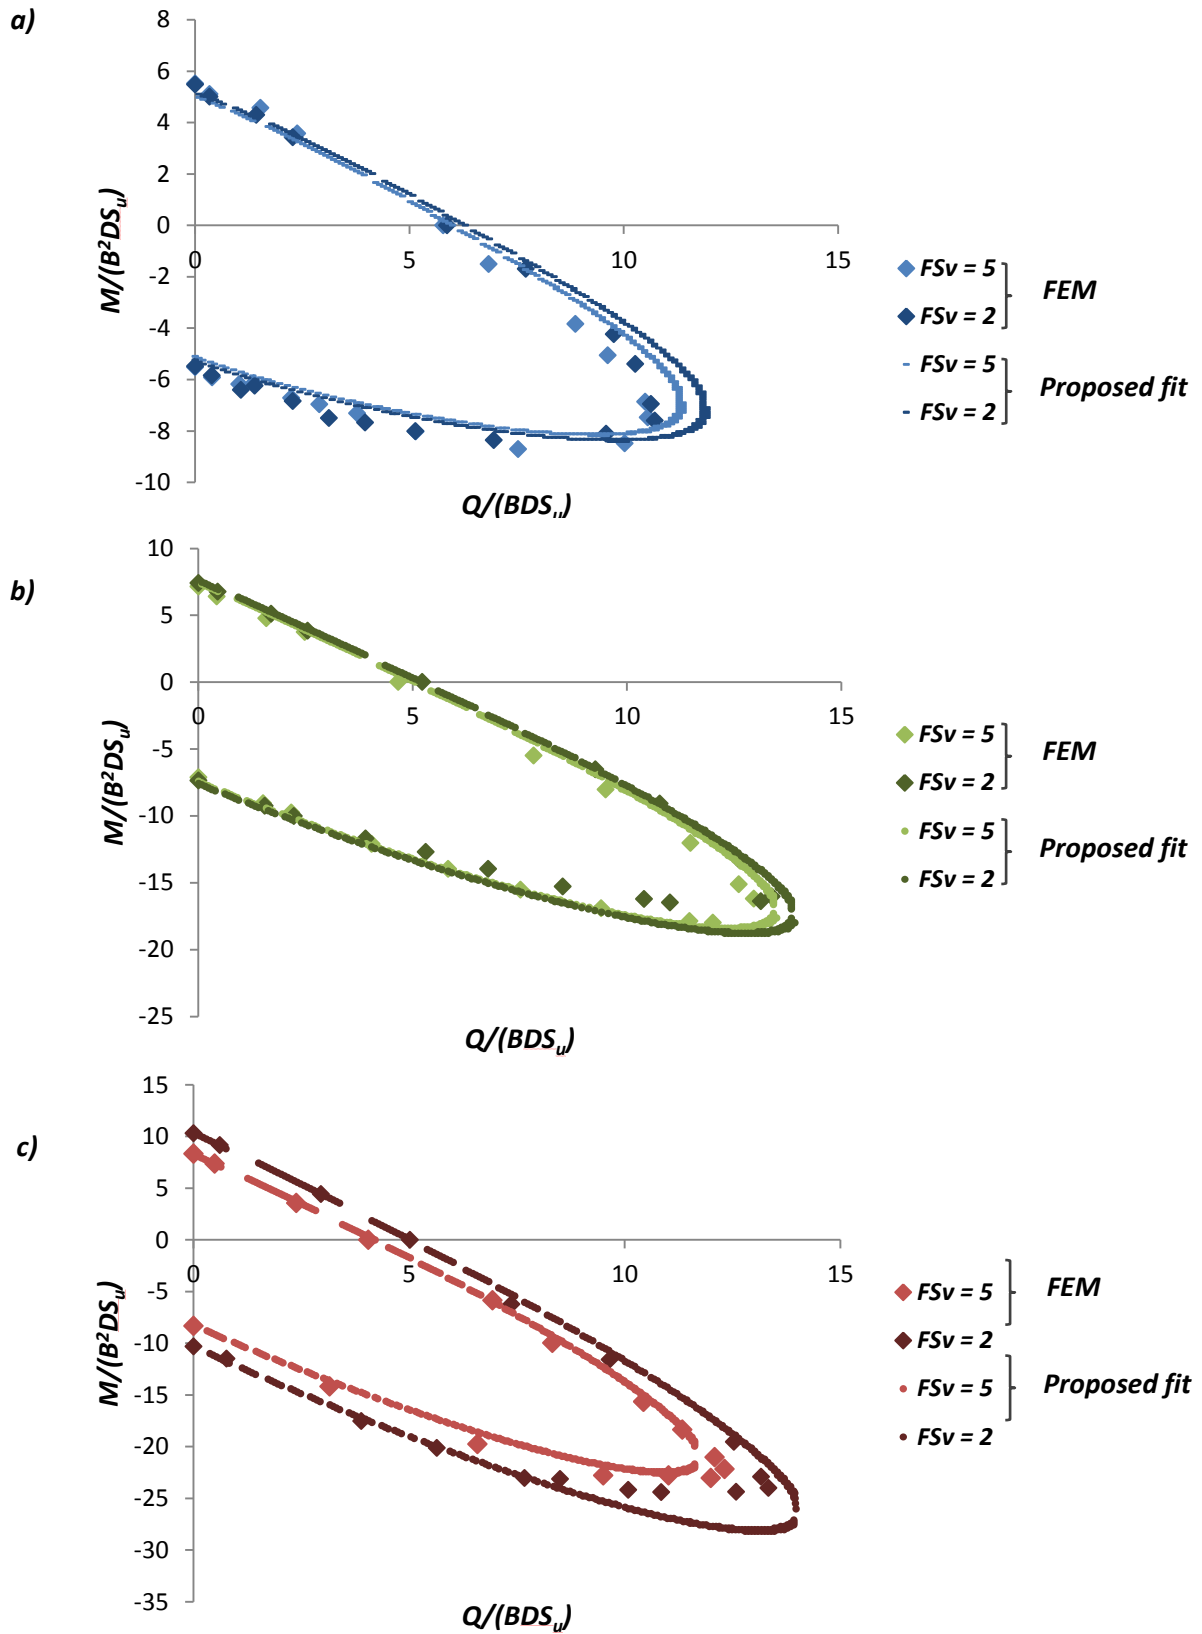 a)
8
6
4
2
0
-2
-4
-6
-8
-10
0 5 10 15
M/(B²DSᵤ)
Q/(BDSᵤ)
FSv = 5
FSv = 2
FEM
FSv = 5
FSv = 2
Proposed fit
b)
10
5
0
-5
-10
-15
-20
-25
0 5 10 15
M/(B²DSᵤ)
Q/(BDSᵤ)
FSv = 5
FSv = 2
FEM
FSv = 5
FSv = 2
Proposed fit
c)
15
10
5
0
-5
-10
-15
-20
-25
-30
-35
0 5 10 15
M/(B²DSᵤ)
Q/(BDSᵤ)
FSv = 5
FSv = 2
FEM
FSv = 5
FSv = 2
Proposed fit